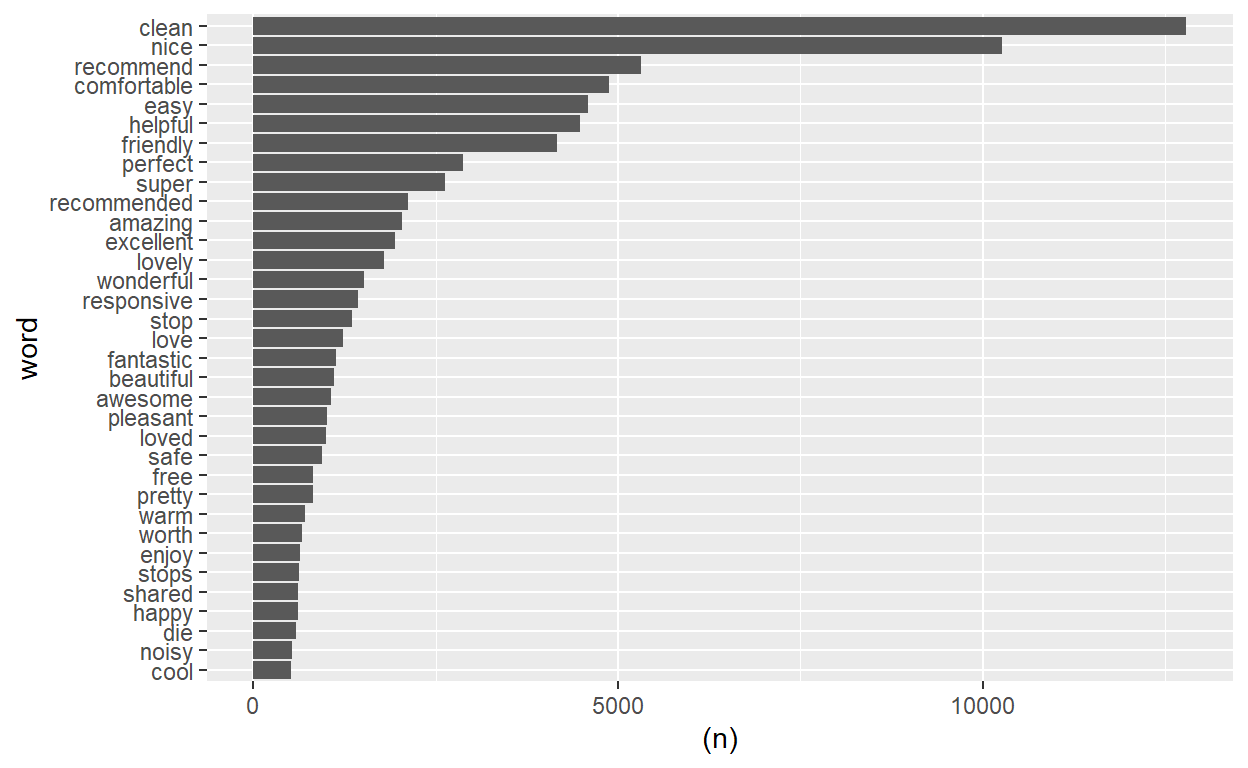 clean
nice
recommend
comfortable
easy
helpful
friendly
perfect
super
recommended
amazing
excellent
lovely
wonderful
responsive
stop
love
fantastic
beautiful
awesome
pleasant
loved
safe
free
pretty
warm
worth
enjoy
stops
shared
happy
die
noisy
cool
word
0 5000 10000
(n)